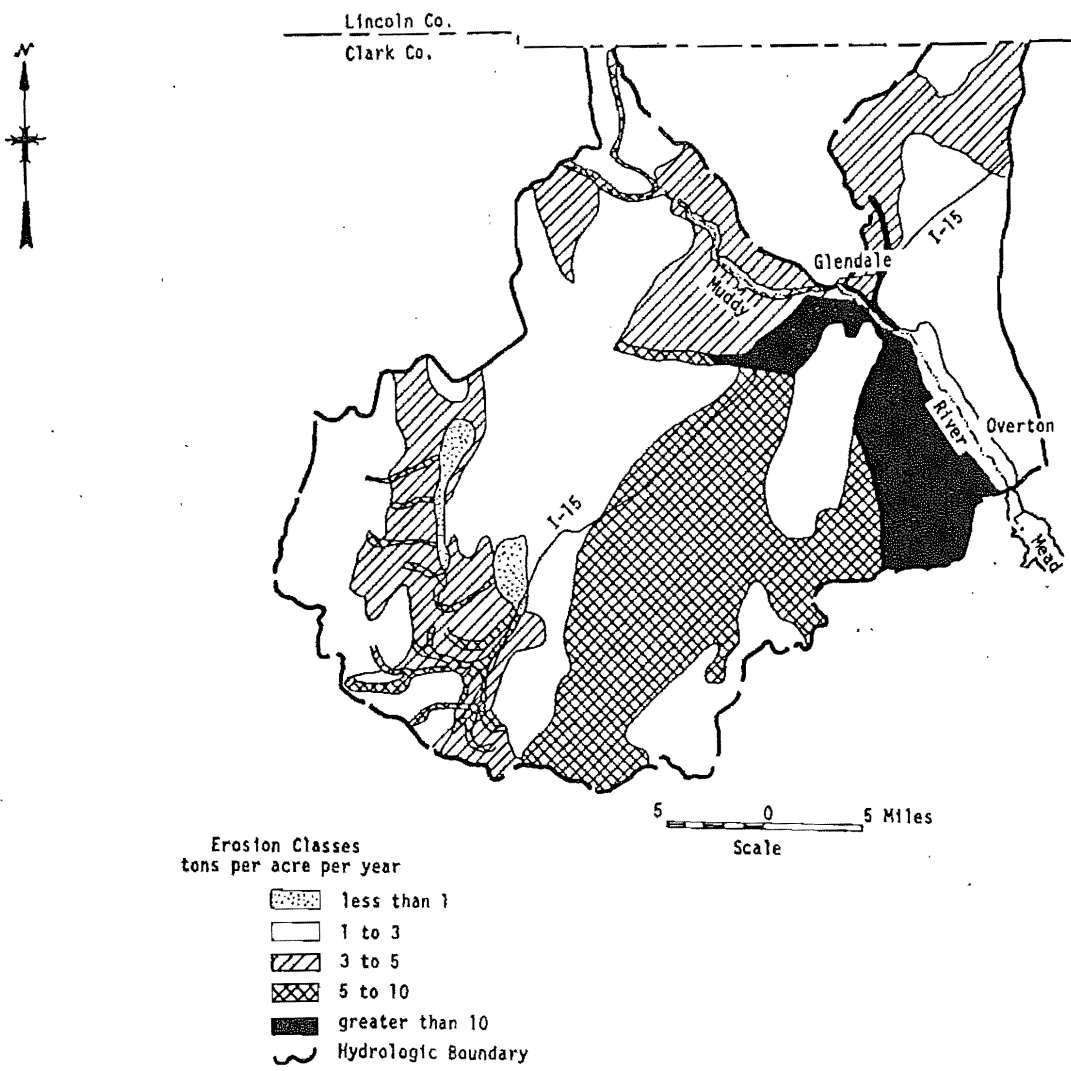 Lincoln Co.
Clark Co.
N
I-15
Glendale
Muddy
River
Overton
I-15
Mead
5 0 5 Miles
Scale
Erosion Classes
tons per acre per year
less than 1
1 to 3
3 to 5
5 to 10
greater than 10
Hydrologic Boundary